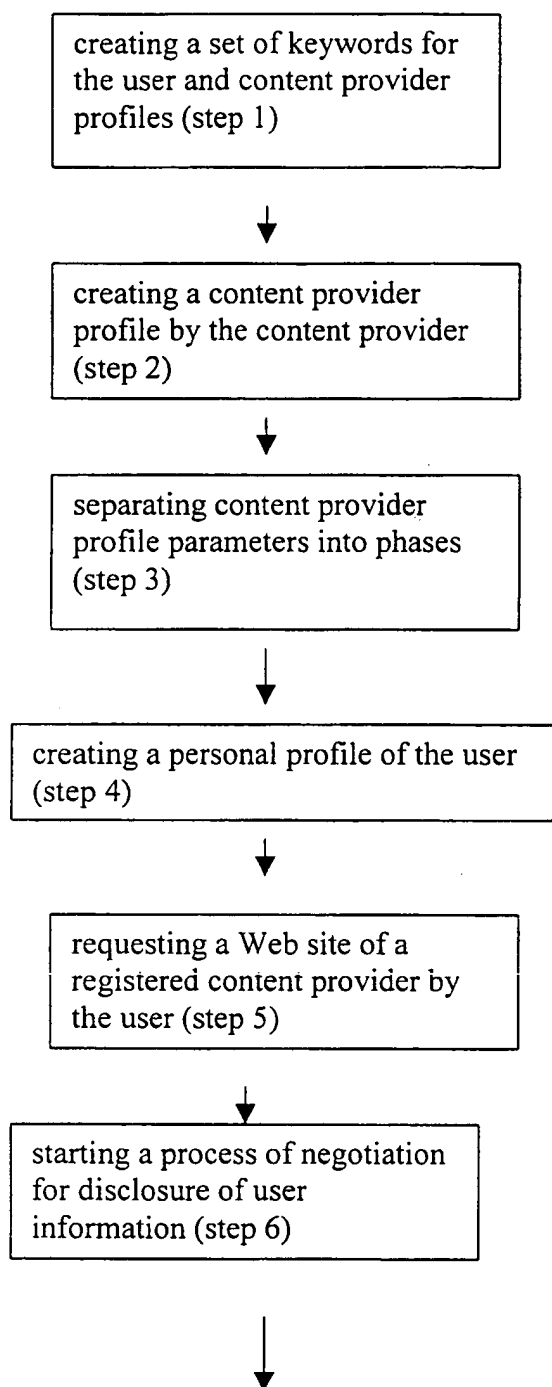 creating a set of keywords for
the user and content provider
profiles (step 1)
creating a content provider
profile by the content provider
(step 2)
separating content provider
profile parameters into phases
(step 3)
creating a personal profile of the user
(step 4)
requesting a Web site of a
registered content provider by
the user (step 5)
starting a process of negotiation
for disclosure of user
information (step 6)